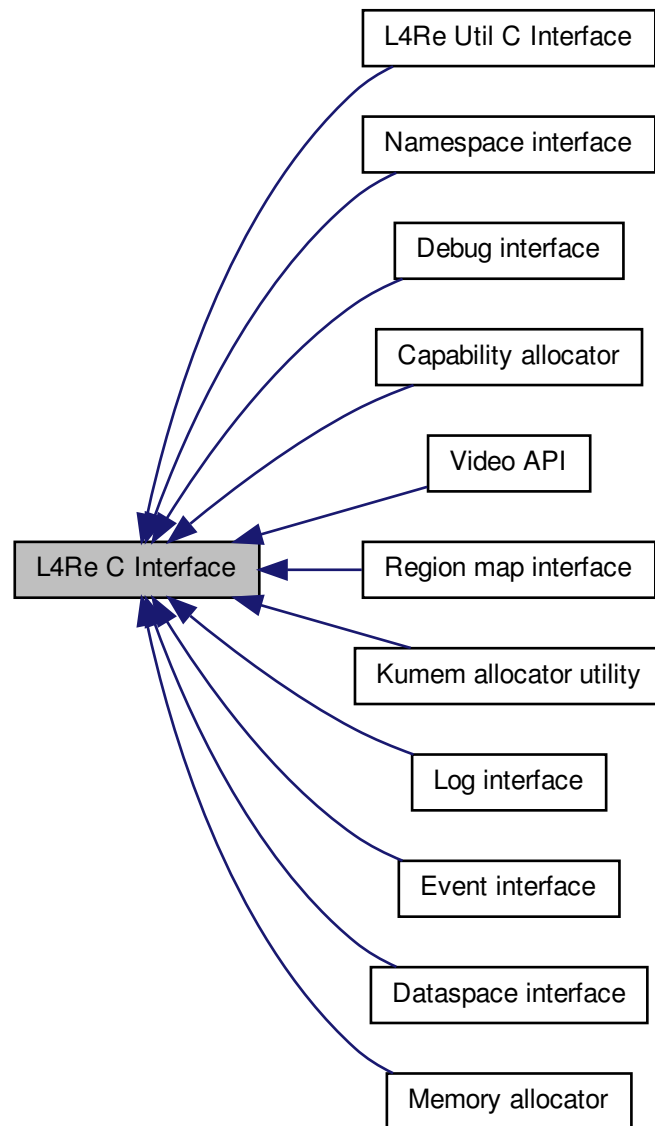 L4Re Util C Interface
Namespace interface
Debug interface
Capability allocator
Video API
L4Re C Interface
Region map interface
Kumem allocator utility
Log interface
Event interface
Dataspace interface
Memory allocator